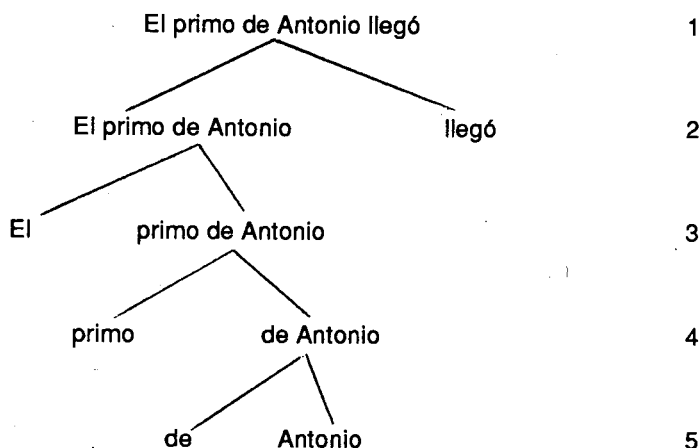 El primo de Antonio llegó 1
El primo de Antonio llegó 2
El primo de Antonio 3
primo de Antonio 4
de Antonio 5